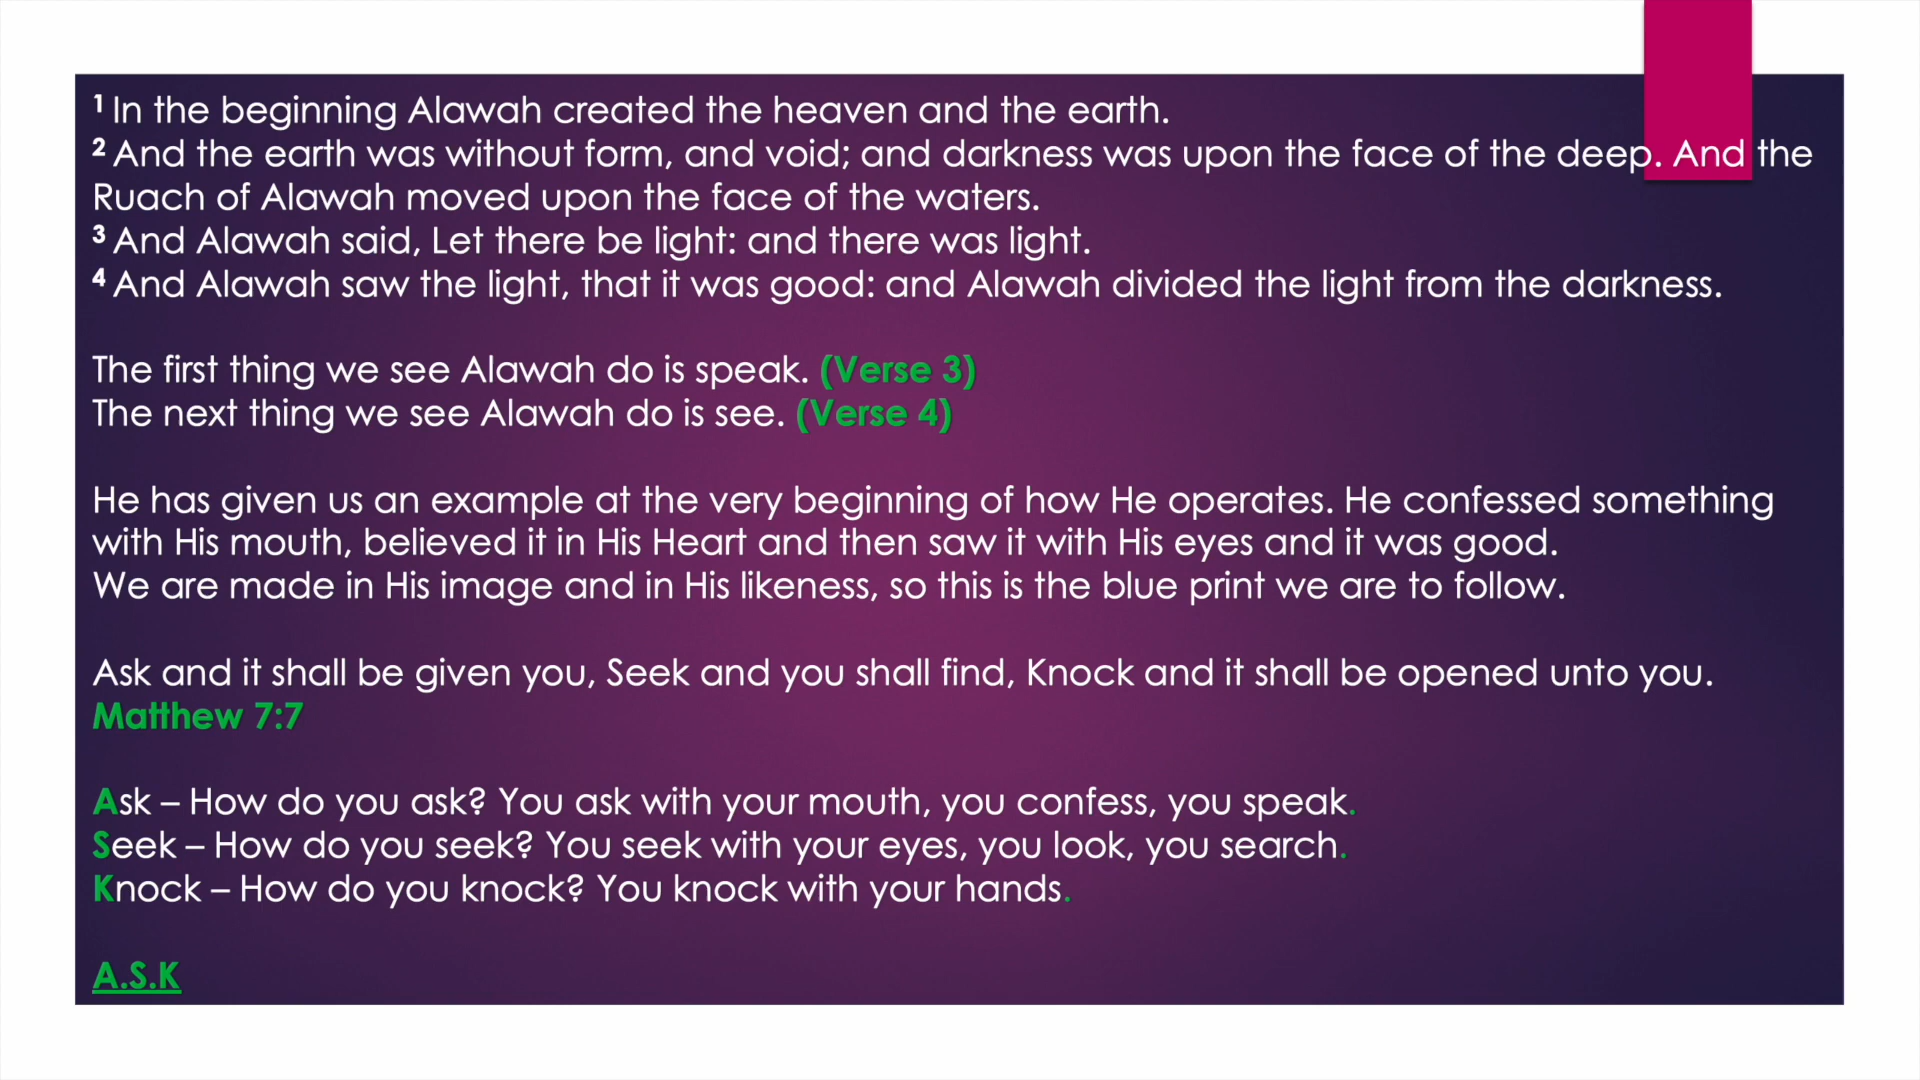 1 In the beginning Alawah created the heaven and the earth.
2 And the earth was without form, and void; and darkness was upon the face of the deep. And the
Ruach of Alawah moved upon the face of the waters.
3 And Alawah said, Let there be light: and there was light.
4 And Alawah saw the light, that it was good: and Alawah divided the light from the darkness.
The first thing we see Alawah do is speak. (Verse 3)
The next thing we see Alawah do is see. (Verse 4)
He has given us an example at the very beginning of how He operates. He confessed something
with His mouth, believed it in His Heart and then saw it with His eyes and it was good.
We are made in His image and in His likeness, so this is the blue print we are to follow.
Ask and it shall be given you, Seek and you shall find, Knock and it shall be opened unto you.
Matthew 7:7
Ask – How do you ask? You ask with your mouth, you confess, you speak.
Seek – How do you seek? You seek with your eyes, you look, you search.
Knock – How do you knock? You knock with your hands.
A.S.K